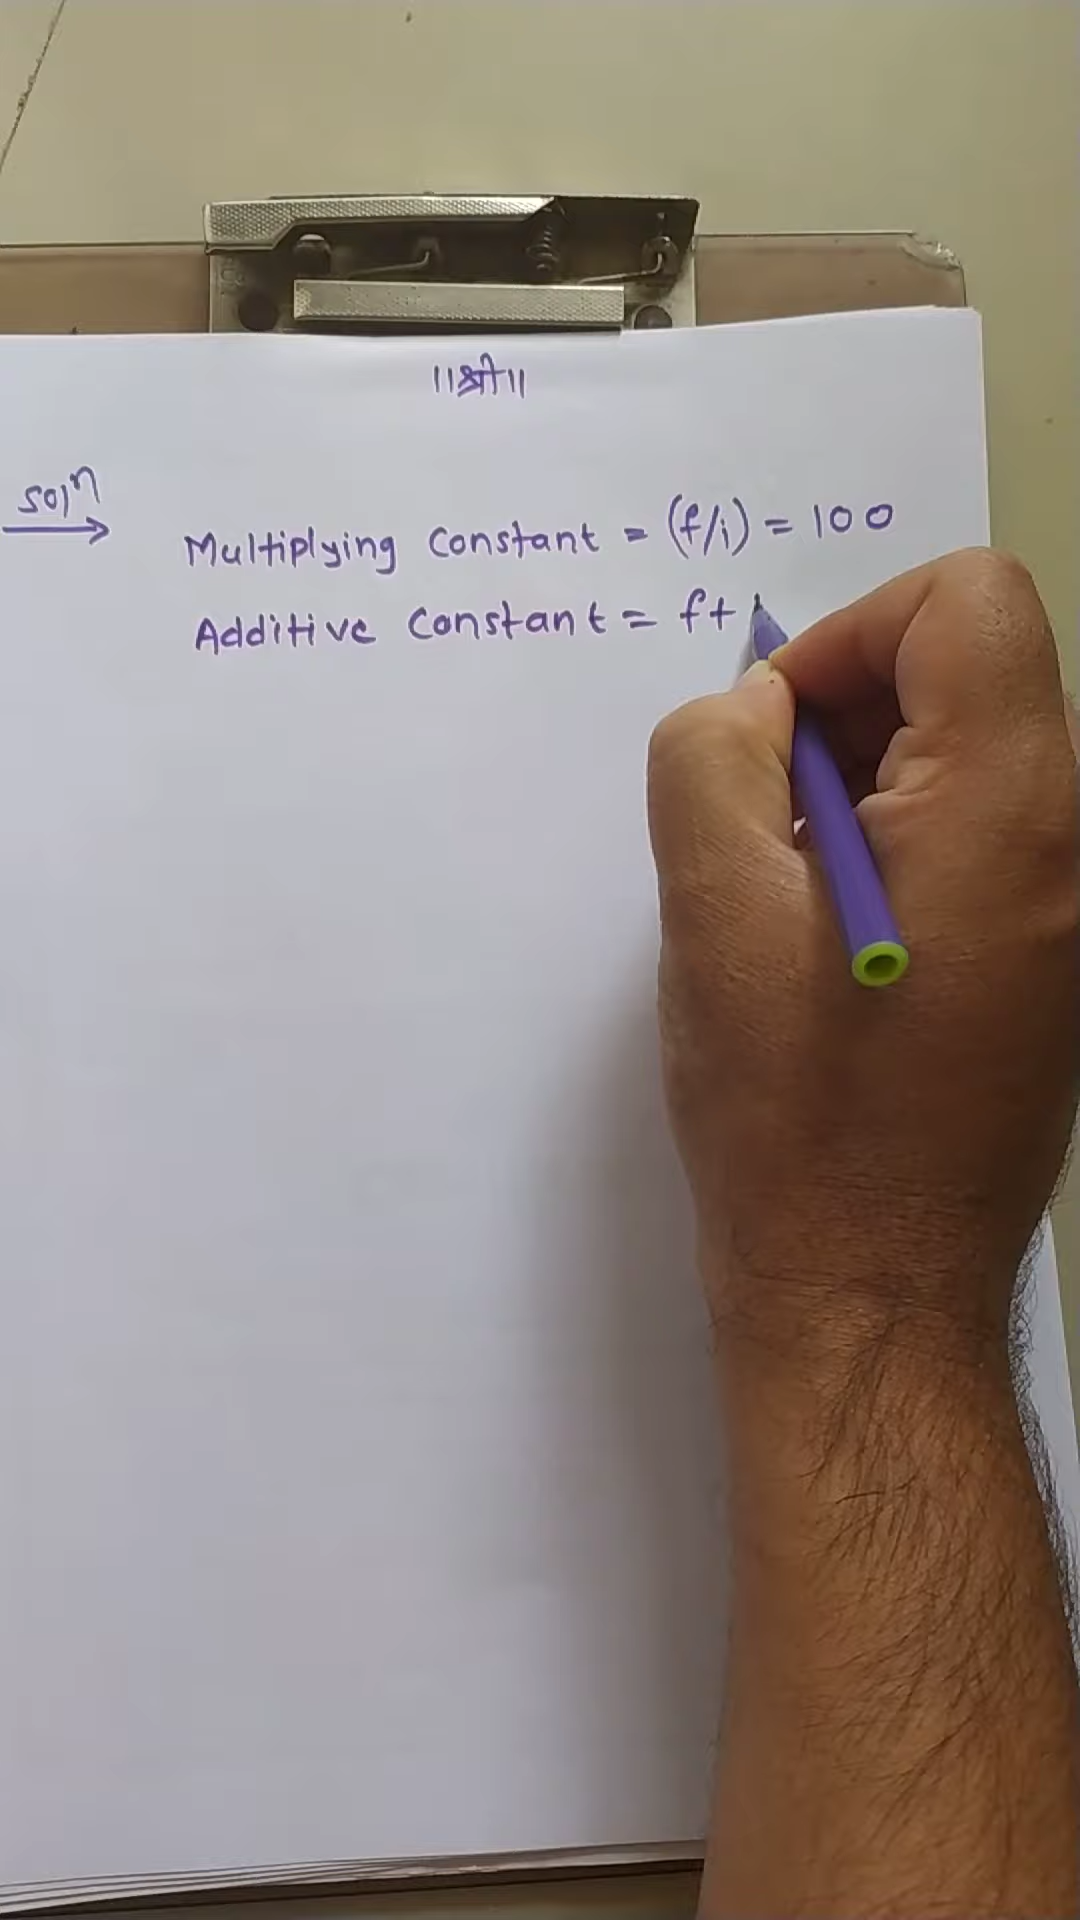 ॥श्री॥
Solⁿ
Multiplying Constant = (f/i) = 100
Additive Constant = f+